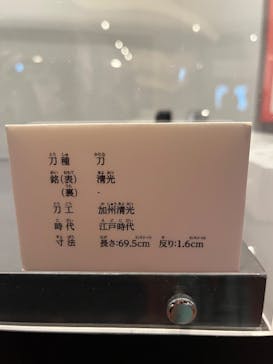 刀種 刀
銘(表) 清光
(裏) -
刀工 加州清光
時代 江戸時代
寸法 長さ:69.5cm 反り:1.6cm